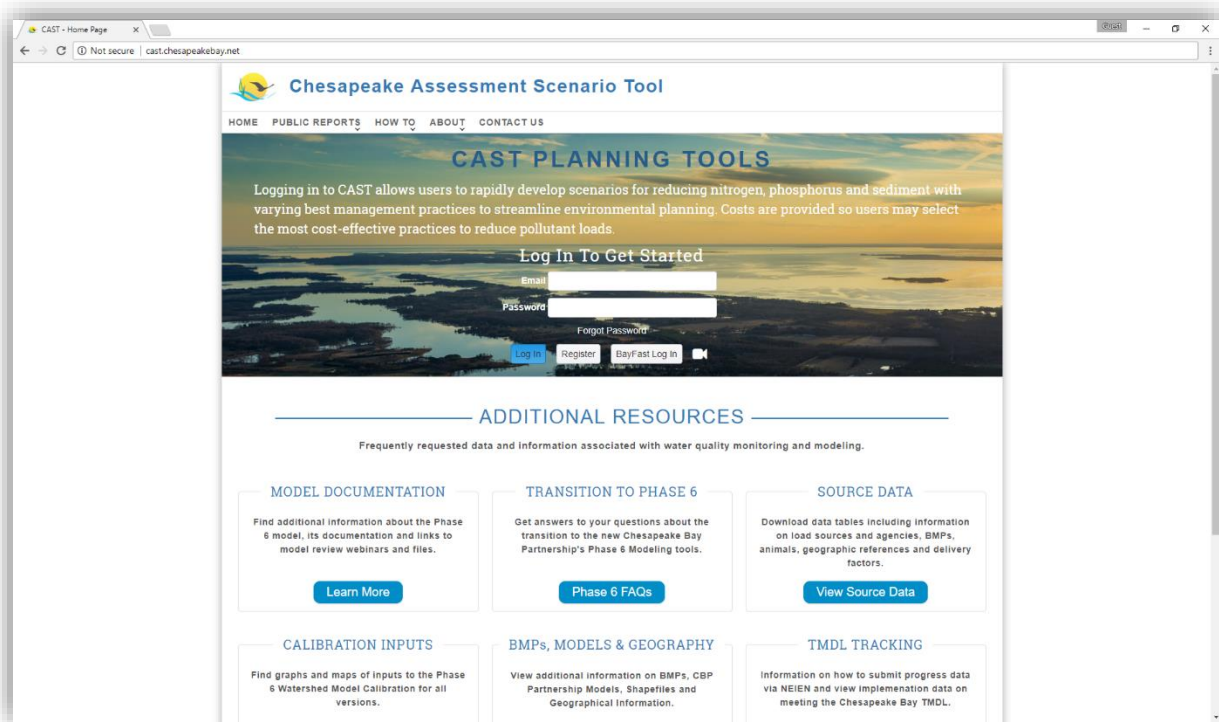 CAST - Home Page
Guest
Not secure | cast.chesapeakebay.net
Chesapeake Assessment Scenario Tool
HOME PUBLIC REPORTS HOW TO ABOUT CONTACT US
CAST PLANNING TOOLS
Logging in to CAST allows users to rapidly develop scenarios for reducing nitrogen, phosphorus and sediment with
varying best management practices to streamline environmental planning. Costs are provided so users may select
the most cost-effective practices to reduce pollutant loads.
Log In To Get Started
Email
Password
Forgot Password
Log In Register BayFast Log In
ADDITIONAL RESOURCES
Frequently requested data and information associated with water quality monitoring and modeling.
MODEL DOCUMENTATION
Find additional information about the Phase
6 model, its documentation and links to
model review webinars and files.
Learn More
TRANSITION TO PHASE 6
Get answers to your questions about the
transition to the new Chesapeake Bay
Partnership's Phase 6 Modeling tools.
Phase 6 FAQs
SOURCE DATA
Download data tables including information
on load sources and agencies, BMPs,
animals, geographic references and delivery
factors.
View Source Data
CALIBRATION INPUTS
Find graphs and maps of inputs to the Phase
6 Watershed Model Calibration for all
versions.
BMPs, MODELS & GEOGRAPHY
View additional information on BMPs, CBP
Partnership Models, Shapefiles and
Geographical Information.
TMDL TRACKING
Information on how to submit progress data
via NEIEN and view implemenation data on
meeting the Chesapeake Bay TMDL.